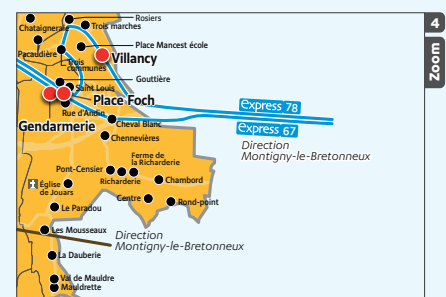 Rosiers
Chataigneraie
Trois marches
Place Mancest école
Pacaudière
Villancy
Trois
communes
Gouttière
Saint Louis
Place Foch
Rue d'Andin
Gendarmerie
Cheval Blanc
Chennevières
express 78
express 67
Direction
Montigny-le-Bretonneux
Ferme de
la Richarderie
Pont-Censier
Richarderie
Chambord
Église
de Jouars
Centre
Rond-point
Le Paradou
Les Mousseaux
Direction
Montigny-le-Bretonneux
La Dauberie
Val de Mauldre
Mauldrette
4
Zoom